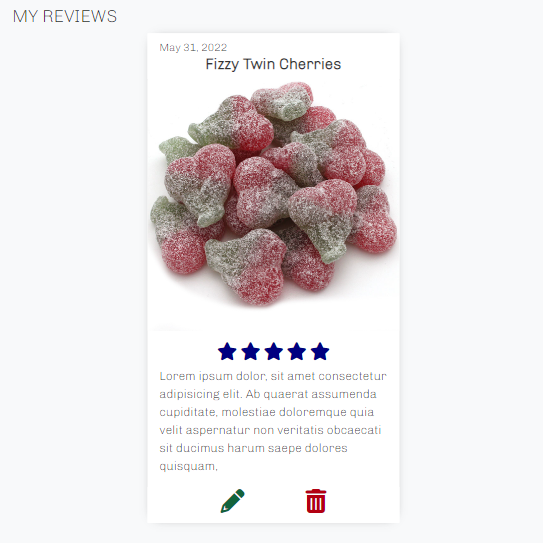 MY REVIEWS
May 31, 2022
Fizzy Twin Cherries
Lorem ipsum dolor, sit amet consectetur
adipisicing elit. Ab quaerat assumenda
cupiditate, molestiae doloremque quia
velit aspernatur non veritatis obcaecati
sit ducimus harum saepe dolores
quisquam,